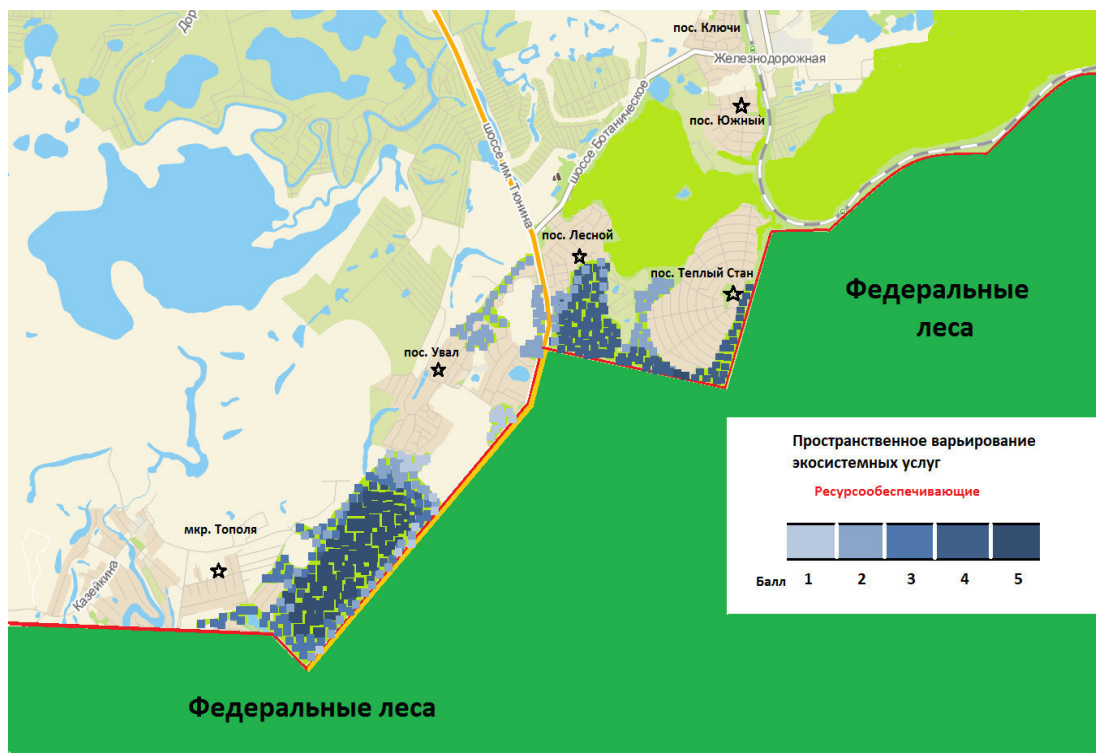 Дор
пос. Ключи
Железнодорожная
пос. Южный
шоссе Ботаническое
шоссе им. Тюнина
пос. Лесной
пос. Теплый Стан
Федеральные
леса
пос. Увал
Пространственное варьирование
экосистемных услуг
Ресурсообеспечивающие
мкр. Тополя
Балл 1 2 3 4 5
Казейкина
Федеральные леса